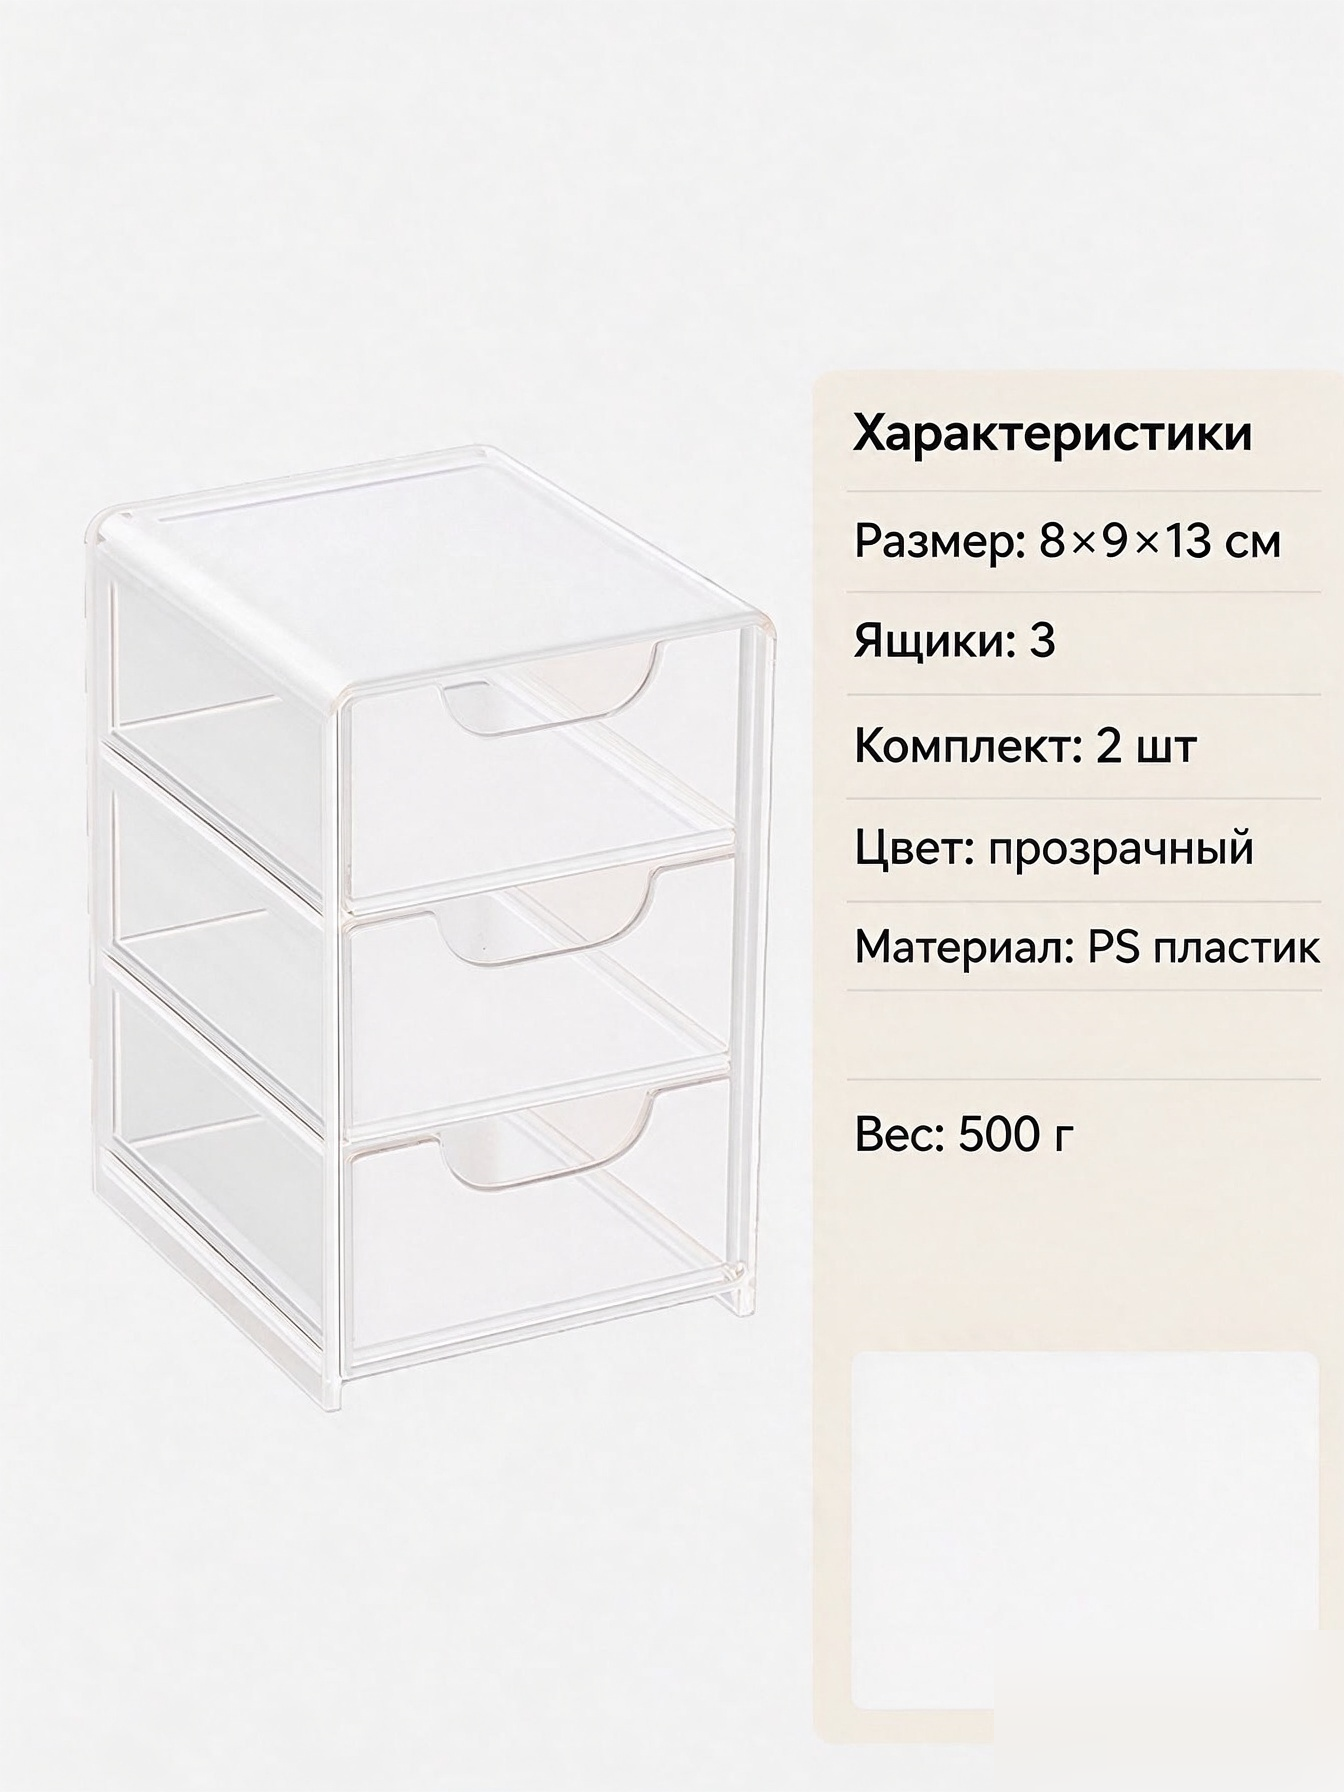 Характеристики
Размер: 8×9×13 см
Ящики: 3
Комплект: 2 шт
Цвет: прозрачный
Материал: PS пластик
Вес: 500 г